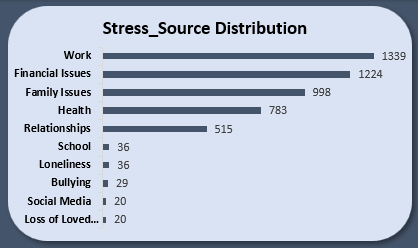 Stress_Source Distribution
Work 1339
Financial Issues 1224
Family Issues 998
Health 783
Relationships 515
School 36
Loneliness 36
Bullying 29
Social Media 20
Loss of Loved... 20